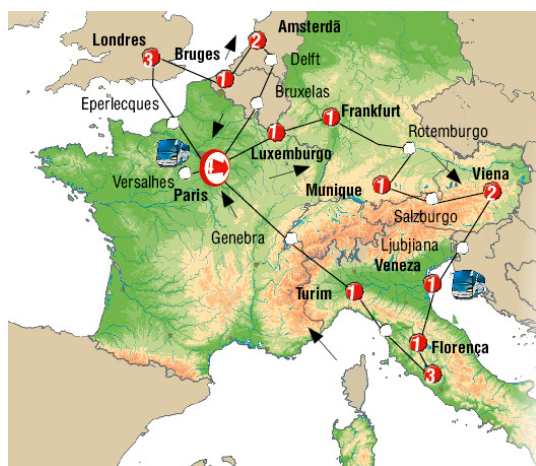 Amsterdã
Londres
2
3
Bruges
Delft
1
Bruxelas
Eperlecques
Frankfurt
1
1
Rotemburgo
Luxemburgo
Versalhes
Viena
Munique
1
2
Paris
Salzburgo
Genebra
Ljubjiana
Veneza
1
Turim
1
1
Florença
3